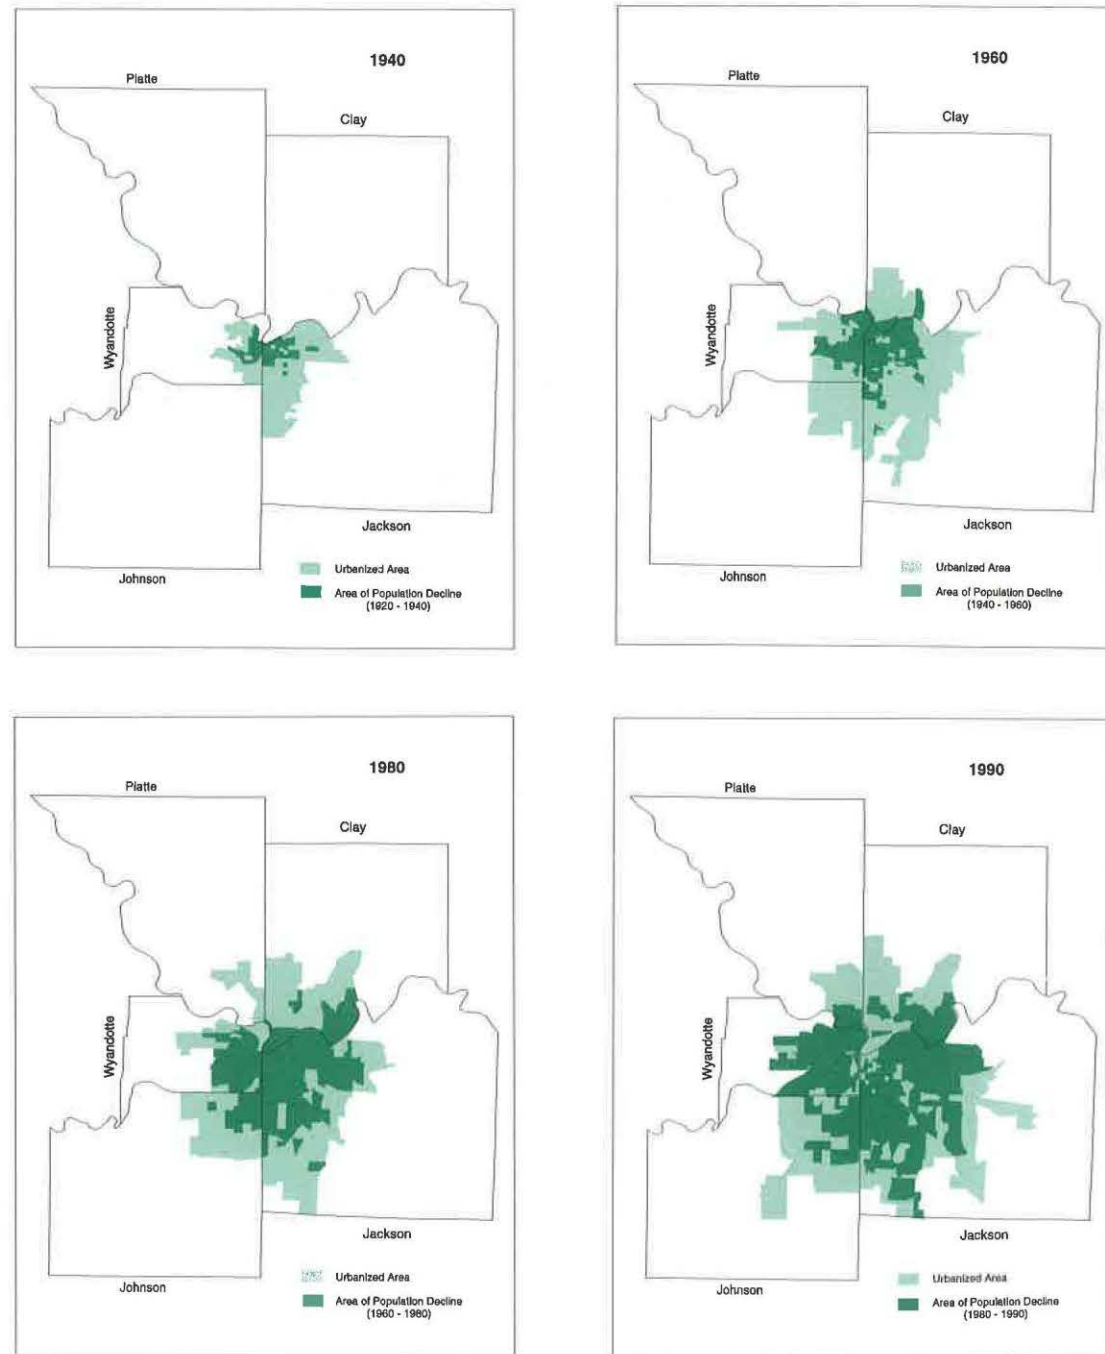 1940
Platte
Clay
Wyandotte
Jackson
Johnson
Urbanized Area
Area of Population Decline
(1920 - 1940)
1960
Platte
Clay
Wyandotte
Jackson
Johnson
Urbanized Area
Area of Population Decline
(1940 - 1960)
1980
Platte
Clay
Wyandotte
Jackson
Johnson
Urbanized Area
Area of Population Decline
(1960 - 1980)
1990
Platte
Clay
Wyandotte
Jackson
Johnson
Urbanized Area
Area of Population Decline
(1980 - 1990)